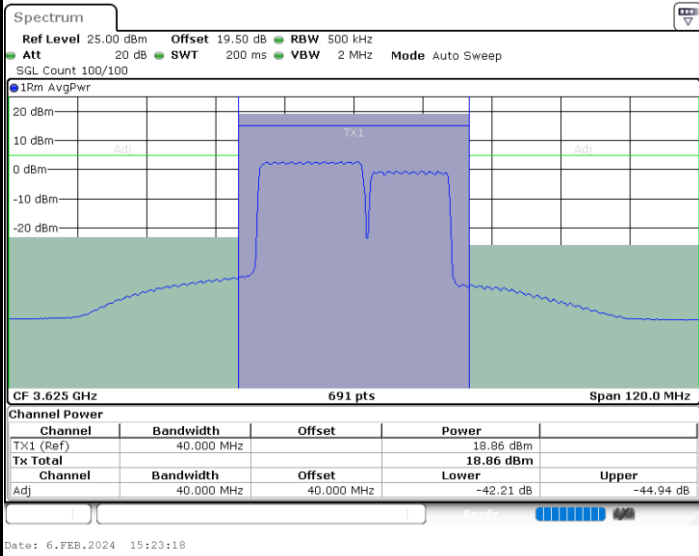 Spectrum
Ref Level 25.00 dBm Offset 19.50 dB RBW 500 kHz
Att 20 dB SWT 200 ms VBW 2 MHz Mode Auto Sweep
SGL Count 100/100
1Rm AvgPwr
20 dBm
TX1
10 dBm
Adj Adj
0 dBm
-10 dBm
-20 dBm
CF 3.625 GHz 691 pts Span 120.0 MHz
Channel Power
Channel Bandwidth Offset Power
TX1 (Ref) 40.000 MHz 18.86 dBm
Tx Total 18.86 dBm
Channel Bandwidth Offset Lower Upper
Adj 40.000 MHz 40.000 MHz -42.21 dB -44.94 dB
Ready
Date: 6.FEB.2024 15:23:18